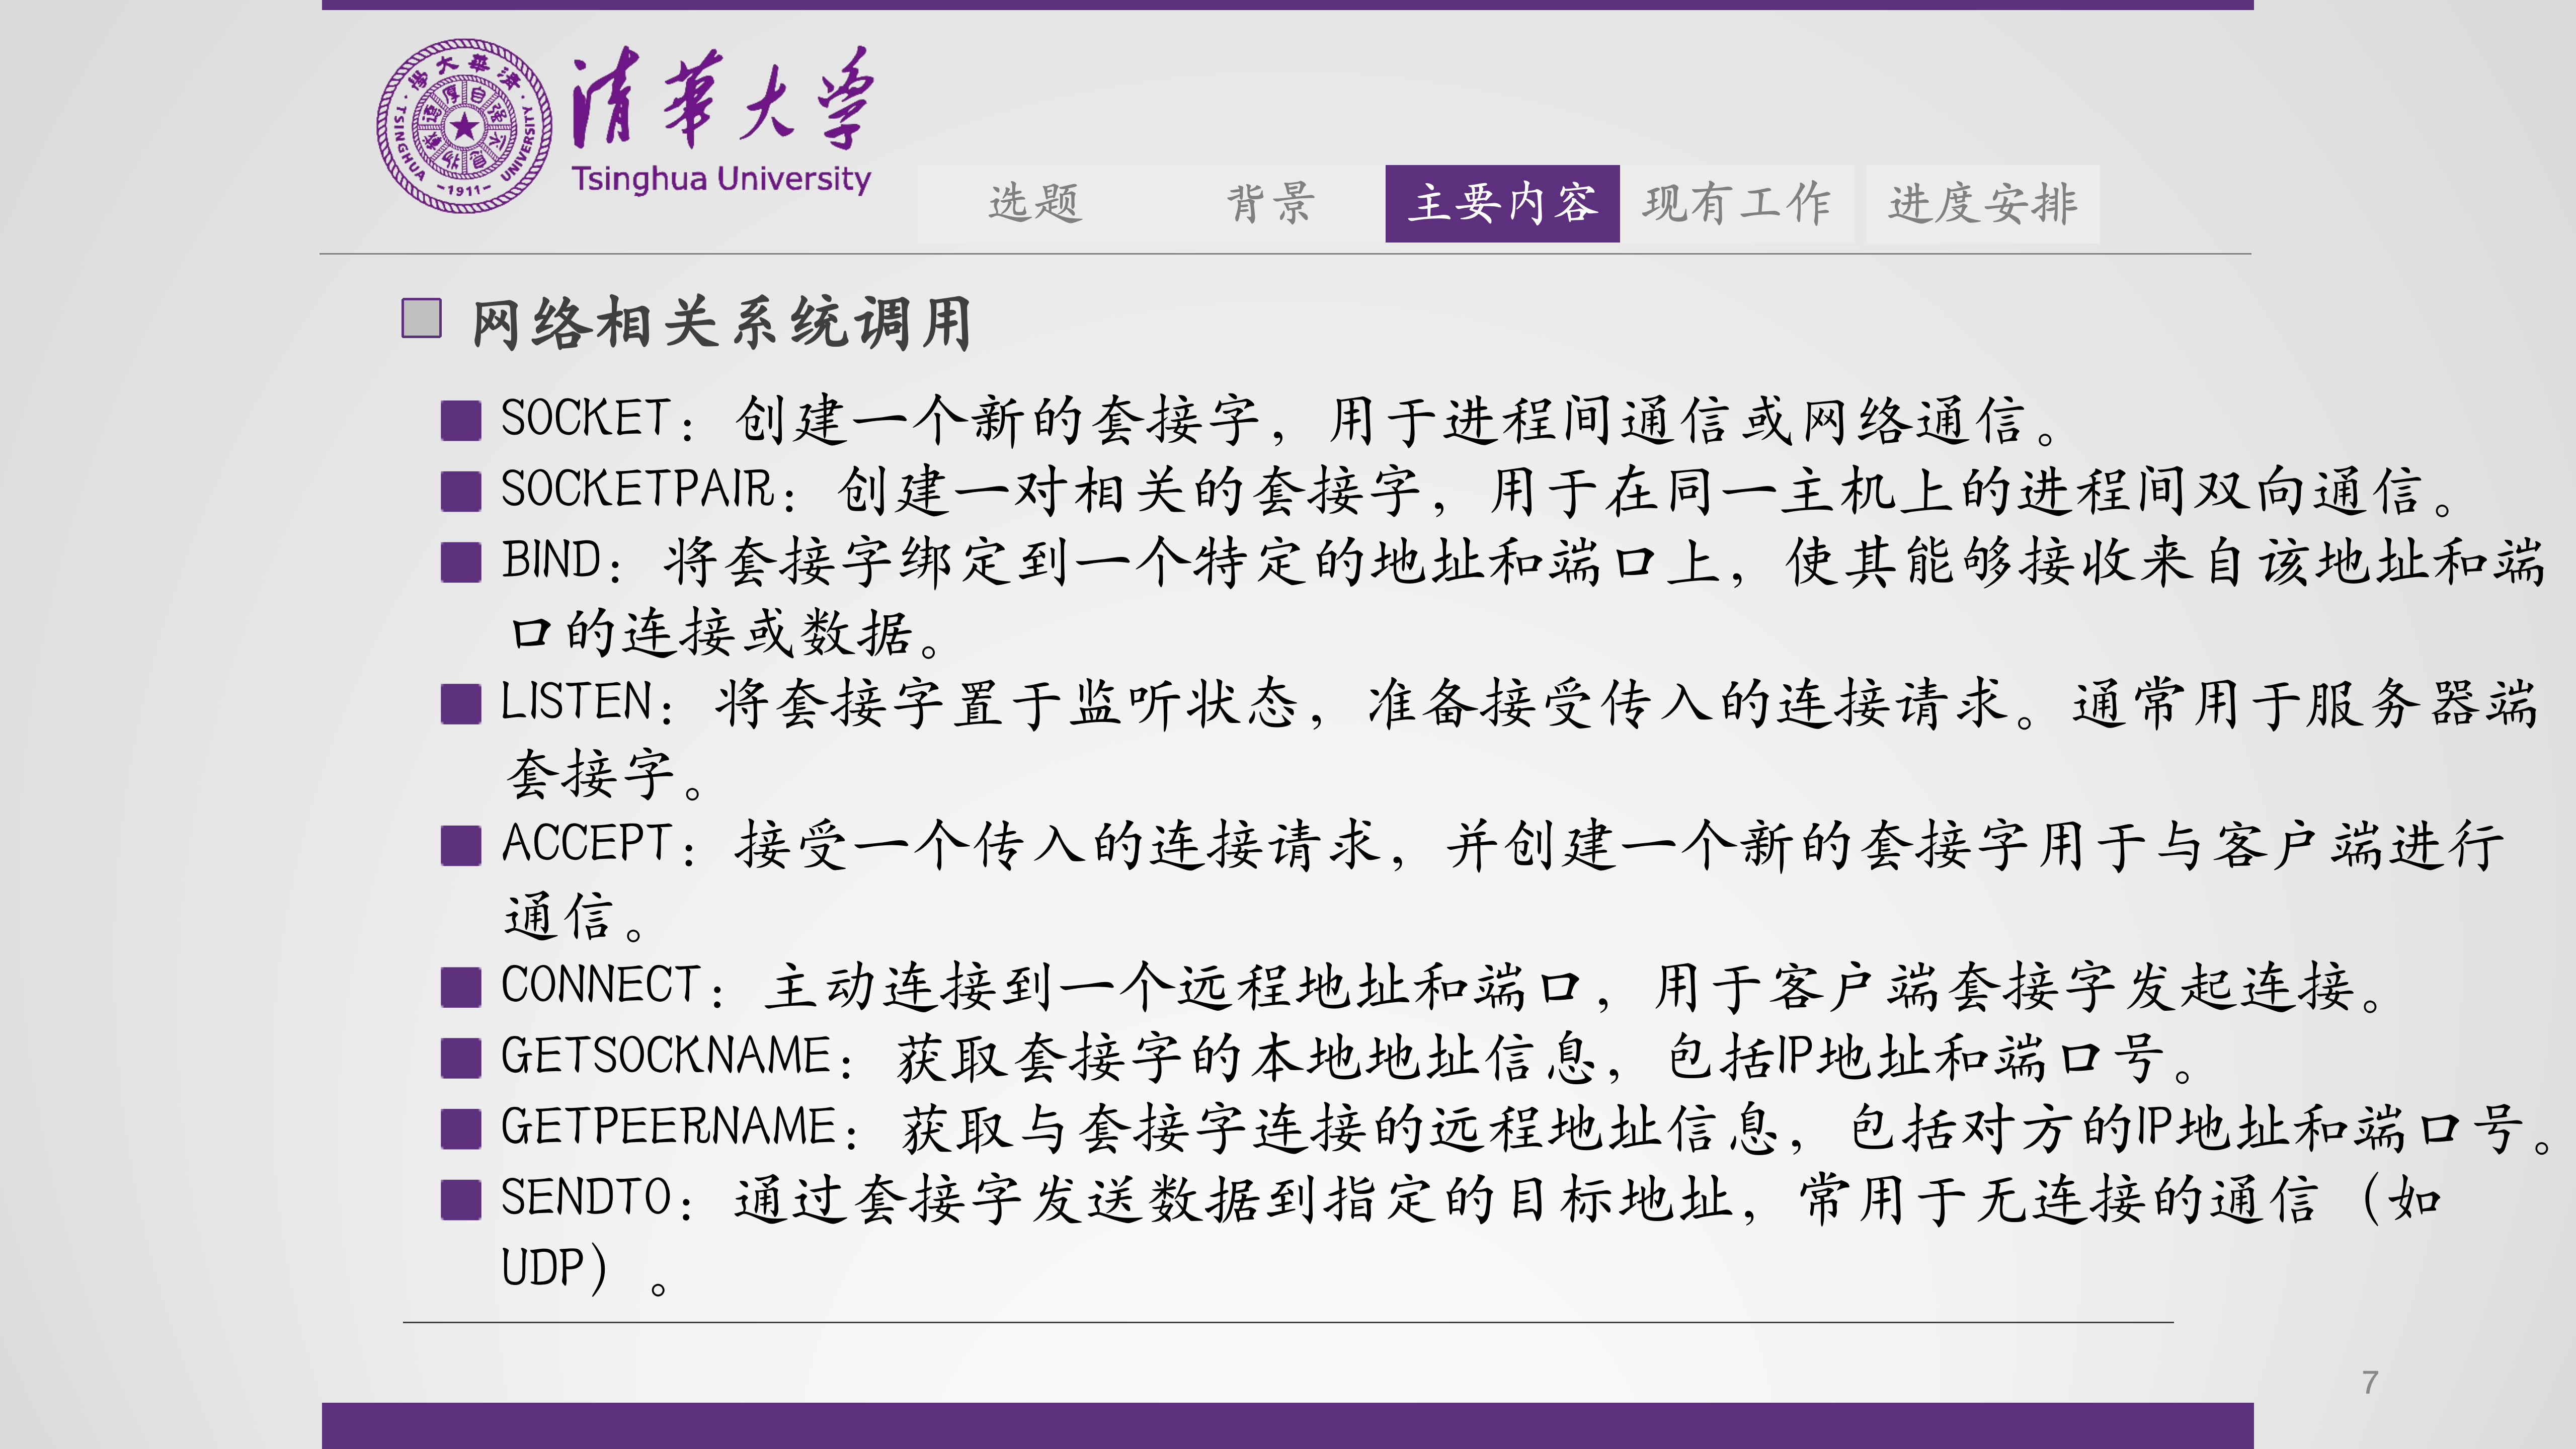 清華大学
Tsinghua University
TSINGHUA UNIVERSITY
-1911-
选题 背景 主要内容 现有工作 进度安排
网络相关系统调用
SOCKET：创建一个新的套接字，用于进程间通信或网络通信。
SOCKETPAIR：创建一对相关的套接字，用于在同一主机上的进程间双向通信。
BIND：将套接字绑定到一个特定的地址和端口上，使其能够接收来自该地址和端
口的连接或数据。
LISTEN：将套接字置于监听状态，准备接受传入的连接请求。通常用于服务器端
套接字。
ACCEPT：接受一个传入的连接请求，并创建一个新的套接字用于与客户端进行
通信。
CONNECT：主动连接到一个远程地址和端口，用于客户端套接字发起连接。
GETSOCKNAME：获取套接字的本地地址信息，包括IP地址和端口号。
GETPEERNAME：获取与套接字连接的远程地址信息，包括对方的IP地址和端口号。
SENDTO：通过套接字发送数据到指定的目标地址，常用于无连接的通信（如
UDP）。
7